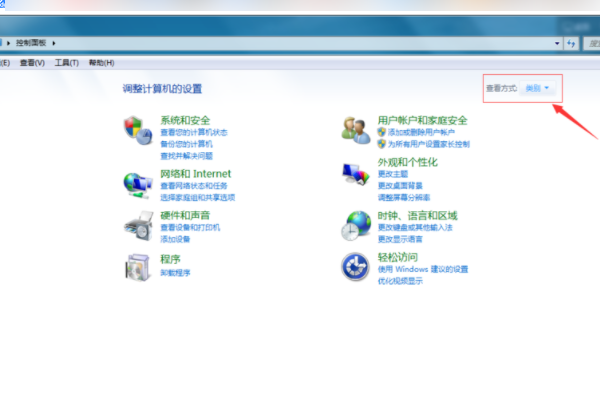 控制面板
(E) 查看(V) 工具(T) 帮助(H)
调整计算机的设置
查看方式: 类别
系统和安全
查看您的计算机状态
备份您的计算机
查找并解决问题
网络和 Internet
查看网络状态和任务
选择家庭组和共享选项
硬件和声音
查看设备和打印机
添加设备
程序
卸载程序
用户帐户和家庭安全
添加或删除用户帐户
为所有用户设置家长控制
外观和个性化
更改主题
更改桌面背景
调整屏幕分辨率
时钟、语言和区域
更改键盘或其他输入法
更改显示语言
轻松访问
使用 Windows 建议的设置
优化视频显示